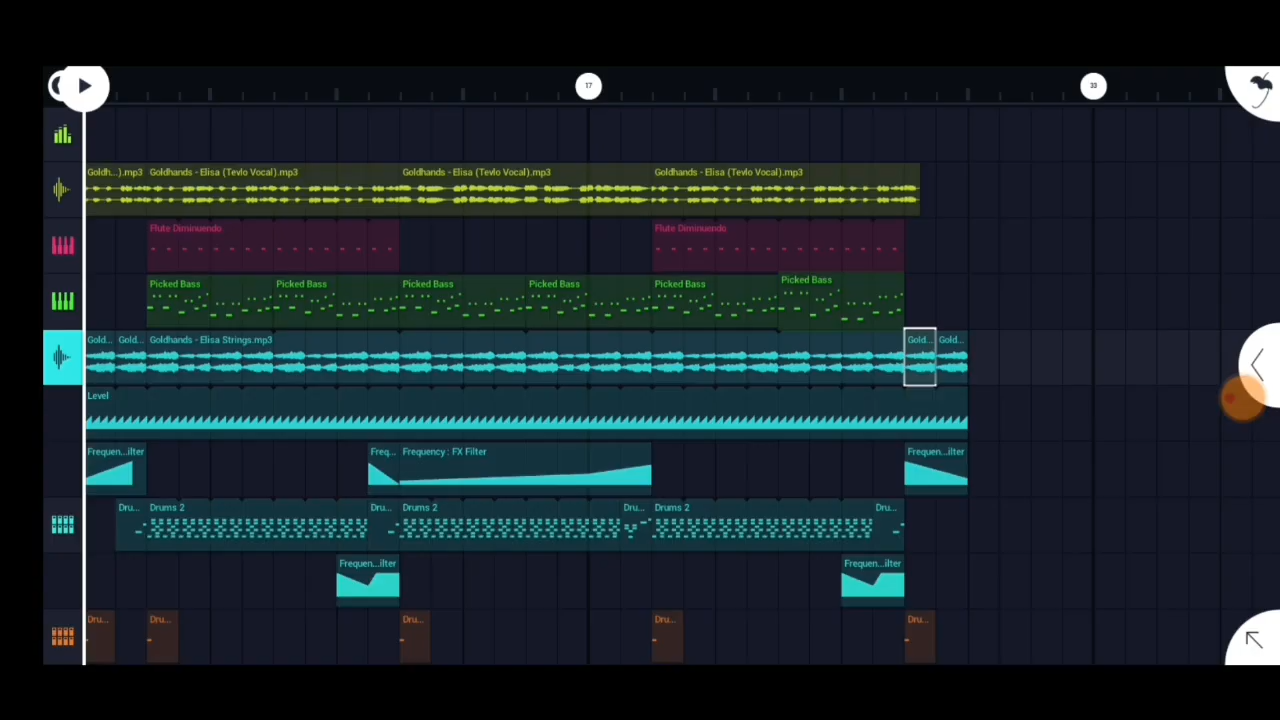 17 33
Goldh...).mp3 Goldhands - Elisa (Tevlo Vocal).mp3 Goldhands - Elisa (Tevlo Vocal).mp3 Goldhands - Elisa (Tevlo Vocal).mp3
Flute Diminuendo Flute Diminuendo
Picked Bass Picked Bass Picked Bass Picked Bass Picked Bass Picked Bass
Gold... Gold... Goldhands - Elisa Strings.mp3 Gold... Gold...
Level
Frequen...ilter Freq... Frequency : FX Filter Frequen...ilter
Dru... Drums 2 Dru... Drums 2 Dru... Drums 2 Dru...
Frequen...ilter Frequen...ilter
Dru... Dru... Dru... Dru... Dru...